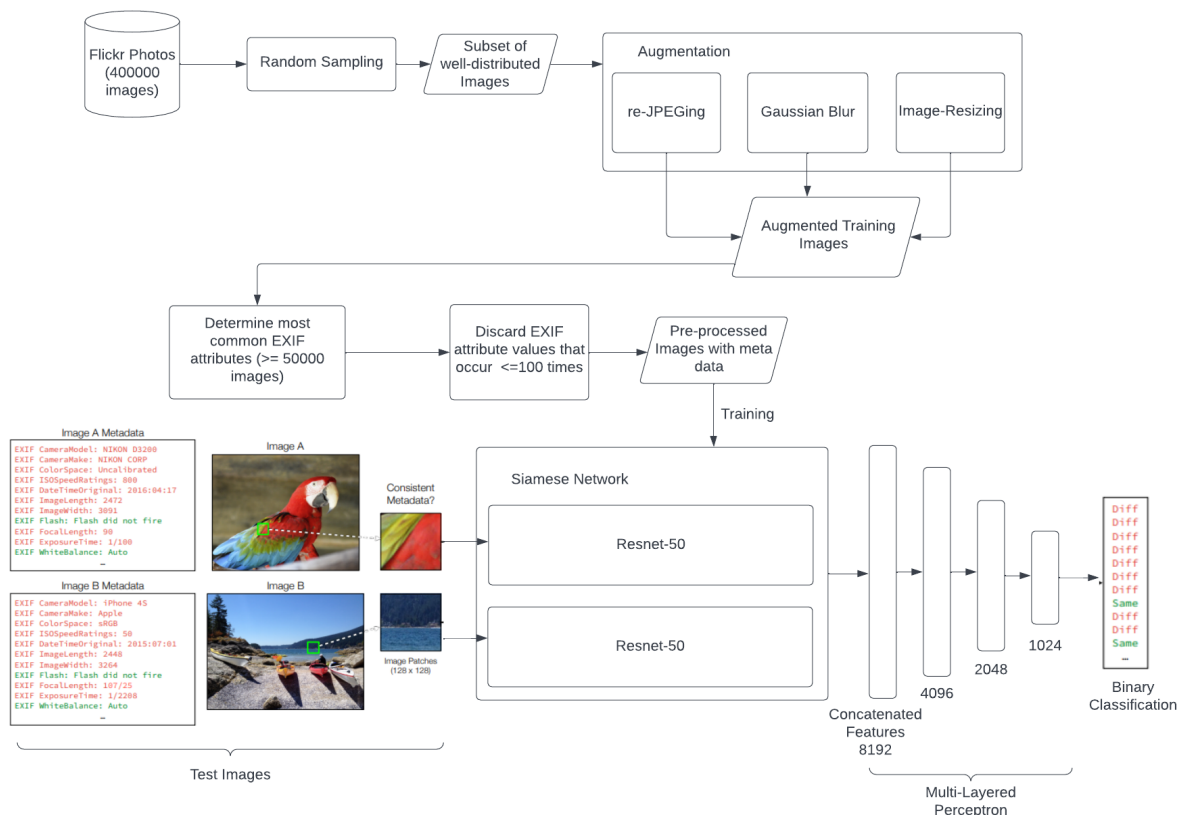 Flickr Photos
(400000
images)
Random Sampling
Subset of
well-distributed
Images
Augmentation
re-JPEGing
Gaussian Blur
Image-Resizing
Augmented Training
Images
Determine most
common EXIF
attributes (>= 50000
images)
Discard EXIF
attribute values that
occur <=100 times
Pre-processed
Images with meta
data
Training
Image A Metadata
EXIF CameraModel: NIKON D3200
EXIF CameraMake: NIKON CORP
EXIF ColorSpace: Uncalibrated
EXIF ISOSpeedRatings: 800
EXIF DateTimeOriginal: 2016:04:17
EXIF ImageLength: 2472
EXIF ImageWidth: 3091
EXIF Flash: Flash did not fire
EXIF FocalLength: 90
EXIF ExposureTime: 1/100
EXIF WhiteBalance: Auto
…
Image A
Consistent
Metadata?
Image B Metadata
EXIF CameraModel: iPhone 4S
EXIF CameraMake: Apple
EXIF ColorSpace: sRGB
EXIF ISOSpeedRatings: 50
EXIF DateTimeOriginal: 2015:07:01
EXIF ImageLength: 2448
EXIF ImageWidth: 3264
EXIF Flash: Flash did not fire
EXIF FocalLength: 107/25
EXIF ExposureTime: 1/2208
EXIF WhiteBalance: Auto
…
Image B
Image Patches
(128 x 128)
Test Images
Siamese Network
Resnet-50
Resnet-50
Concatenated
Features
8192
4096
2048
1024
Multi-Layered
Perceptron
Diff
Diff
Diff
Diff
Diff
Diff
Diff
Same
Diff
Diff
Same
…
Binary
Classification